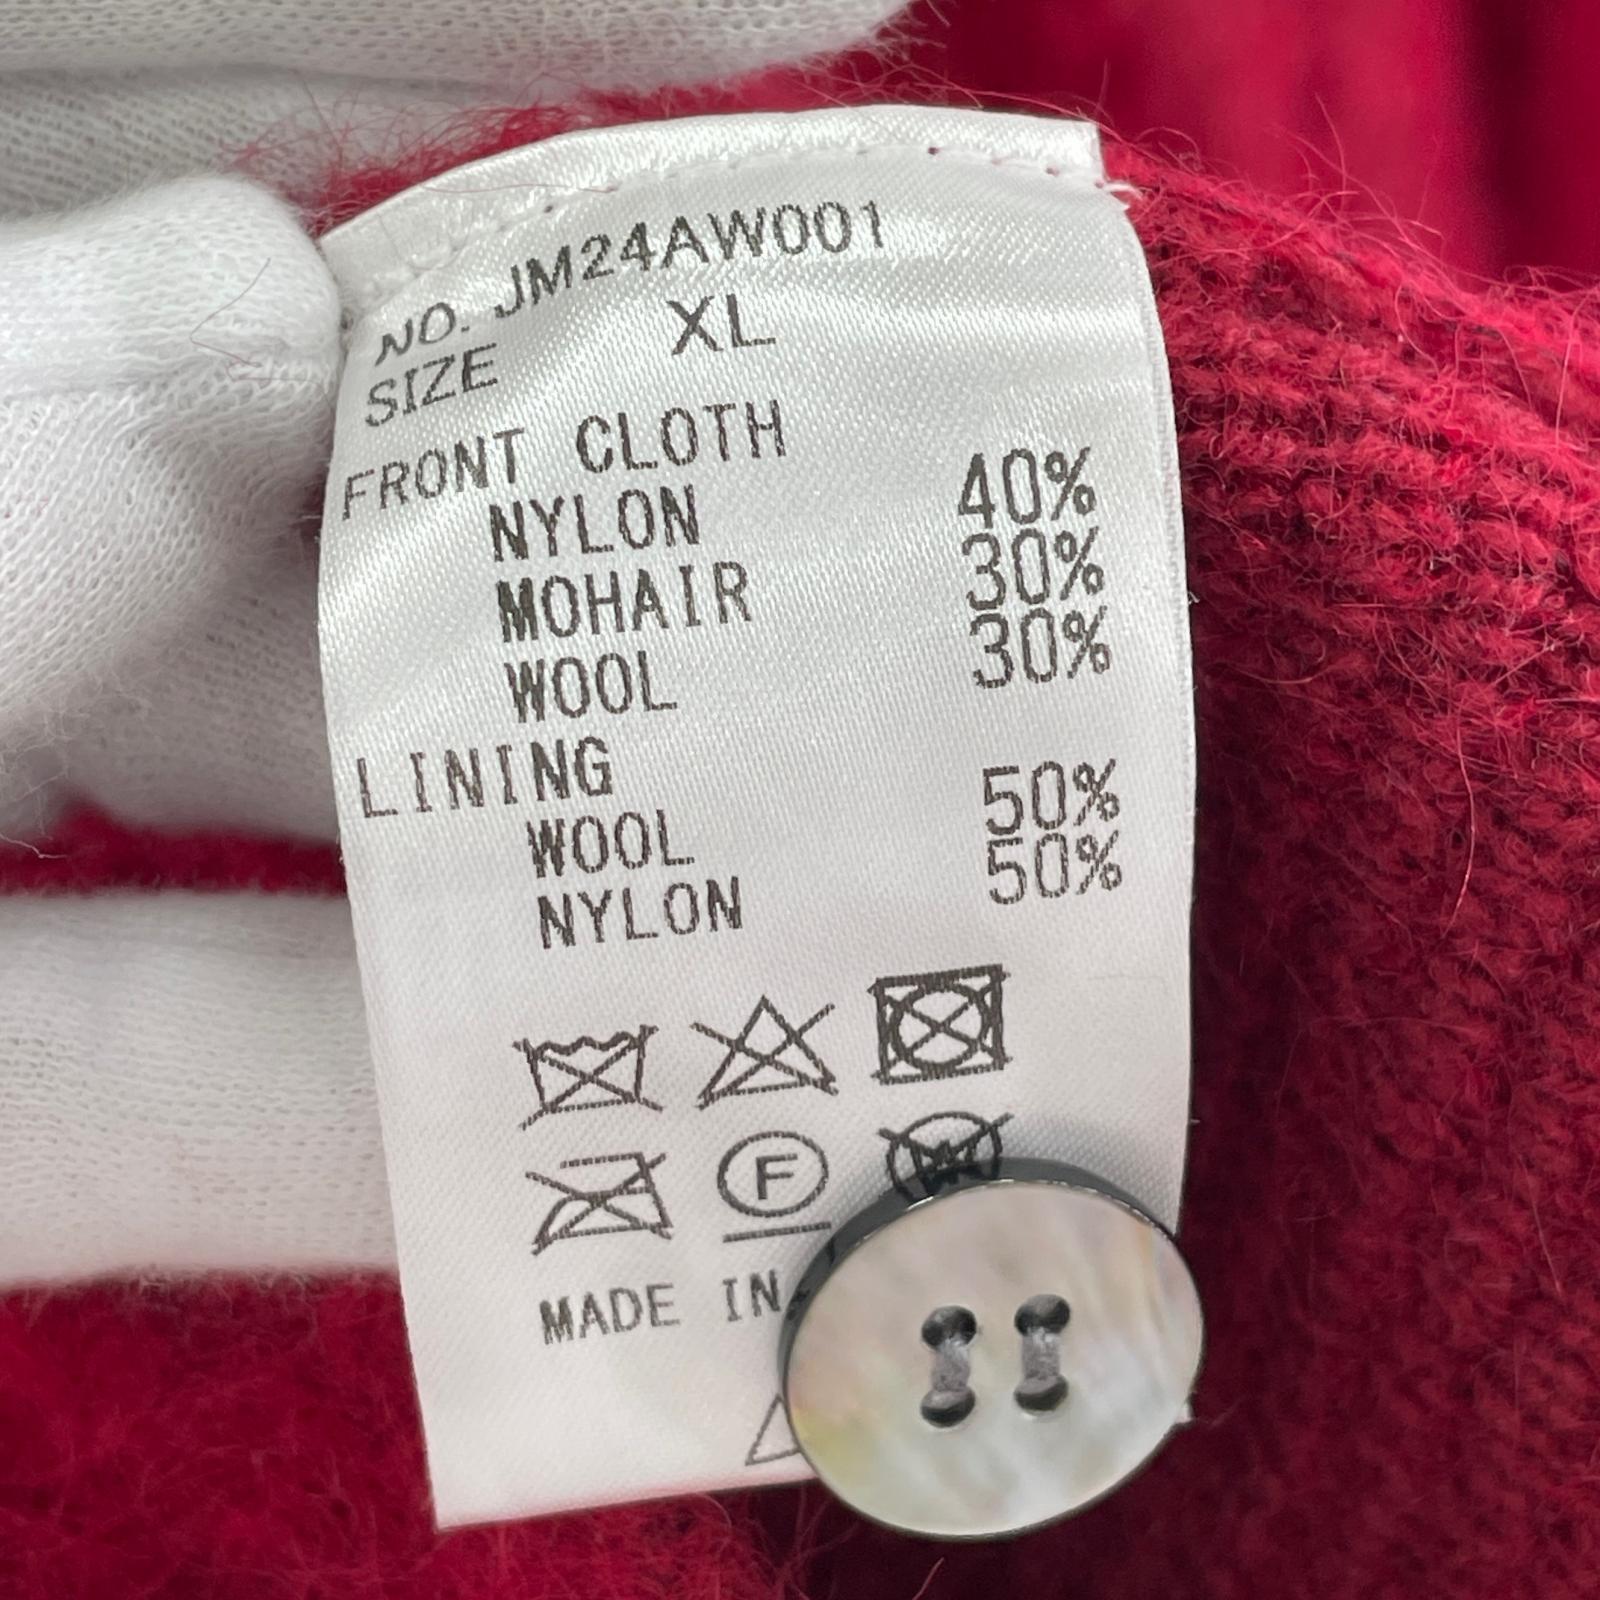 NO. JM24AW001
SIZE XL
FRONT CLOTH
NYLON 40%
MOHAIR 30%
WOOL 30%
LINING
WOOL 50%
NYLON 50%
F W
MADE IN